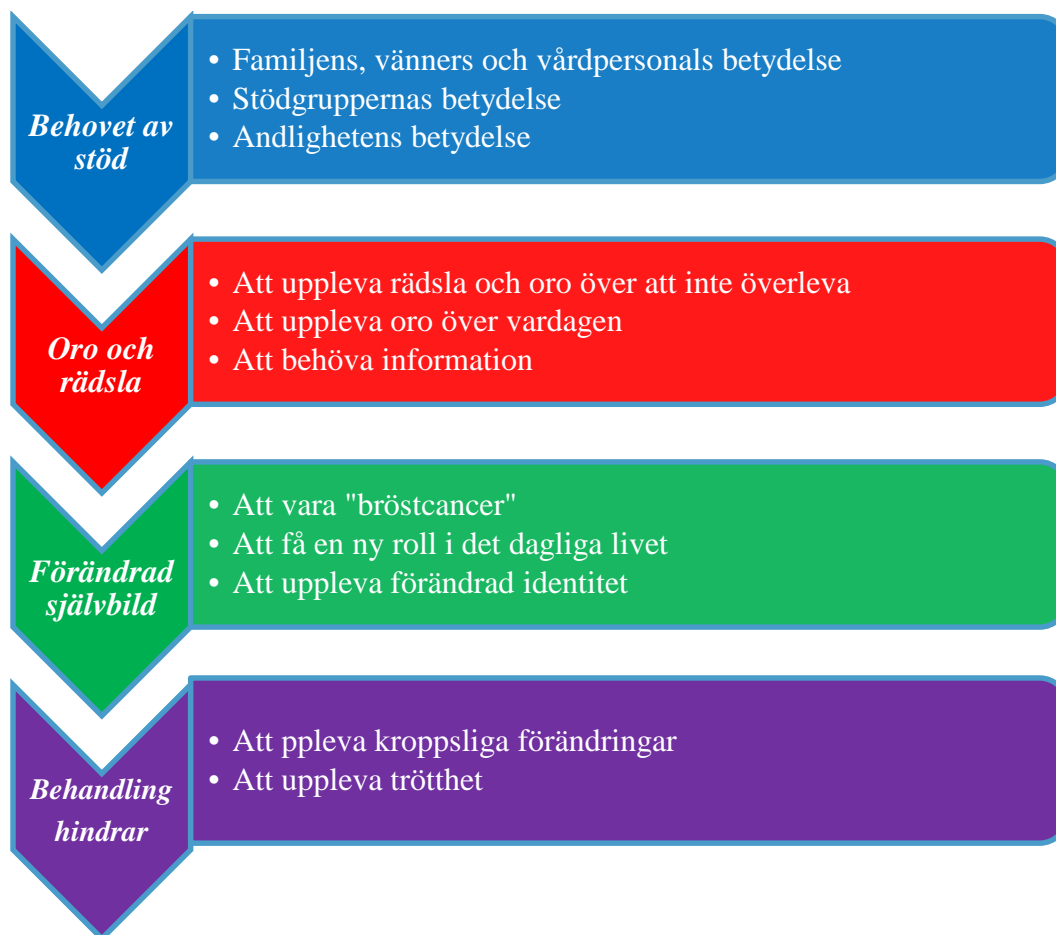 Behovet av
stöd
• Familjens, vänners och vårdpersonals betydelse
• Stödgruppernas betydelse
• Andlighetens betydelse
Oro och
rädsla
• Att uppleva rädsla och oro över att inte överleva
• Att uppleva oro över vardagen
• Att behöva information
Förändrad
självbild
• Att vara "bröstcancer"
• Att få en ny roll i det dagliga livet
• Att uppleva förändrad identitet
Behandling
hindrar
• Att ppleva kroppsliga förändringar
• Att uppleva trötthet